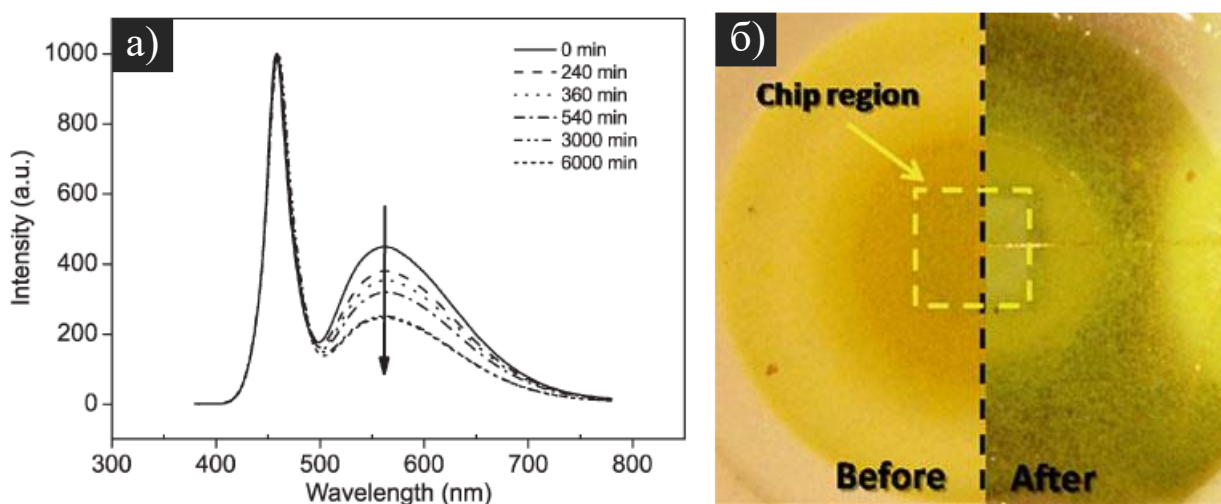 а)
Intensity (a.u.)
1000
800
600
400
200
0
0 min
240 min
360 min
540 min
3000 min
6000 min
300
400
500
600
700
800
Wavelength (nm)
б)
Chip region
Before
After